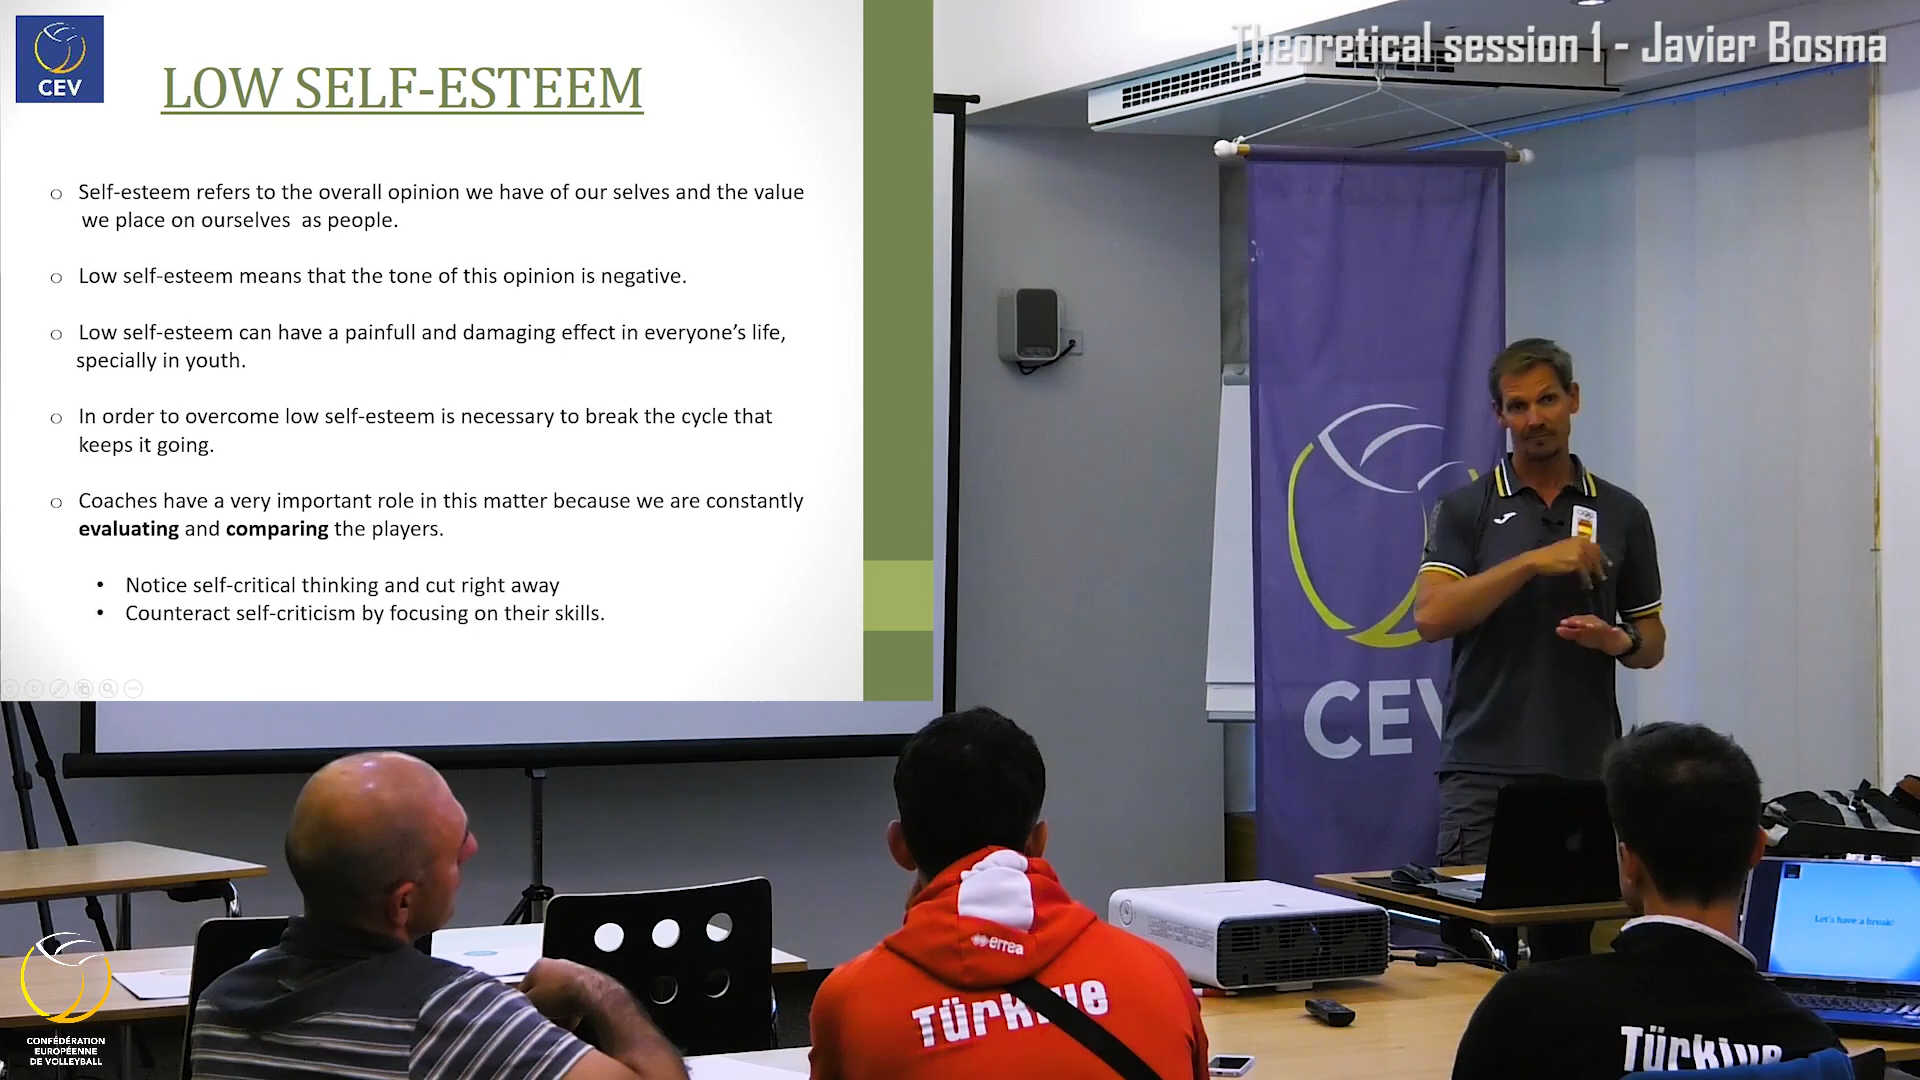 Theoretical session 1 - Javier Bosma
CEV
LOW SELF-ESTEEM
o Self-esteem refers to the overall opinion we have of our selves and the value
we place on ourselves as people.
o Low self-esteem means that the tone of this opinion is negative.
o Low self-esteem can have a painfull and damaging effect in everyone's life,
specially in youth.
o In order to overcome low self-esteem is necessary to break the cycle that
keeps it going.
o Coaches have a very important role in this matter because we are constantly
evaluating and comparing the players.
• Notice self-critical thinking and cut right away
• Counteract self-criticism by focusing on their skills.
CEV
errea
Türkiye
Türkiye
Let's have a break!
CONFÉDÉRATION
EUROPÉENNE
DE VOLLEYBALL